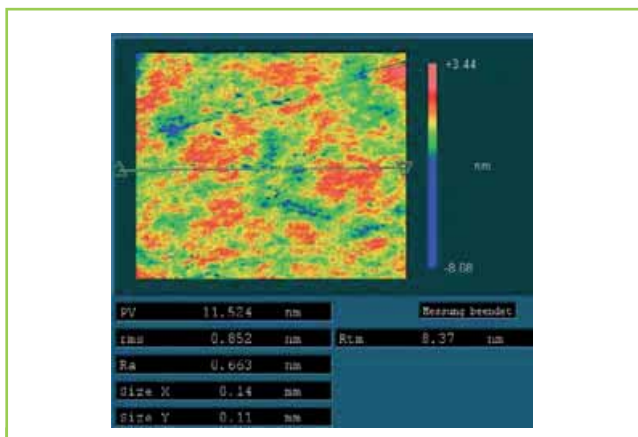 +3.44
nm
-8.08
PV 11.524 nm
Messung beendet
rms 0.852 nm
Rtm 8.37 nm
Ra 0.663 nm
Size X 0.14 mm
Size Y 0.11 mm